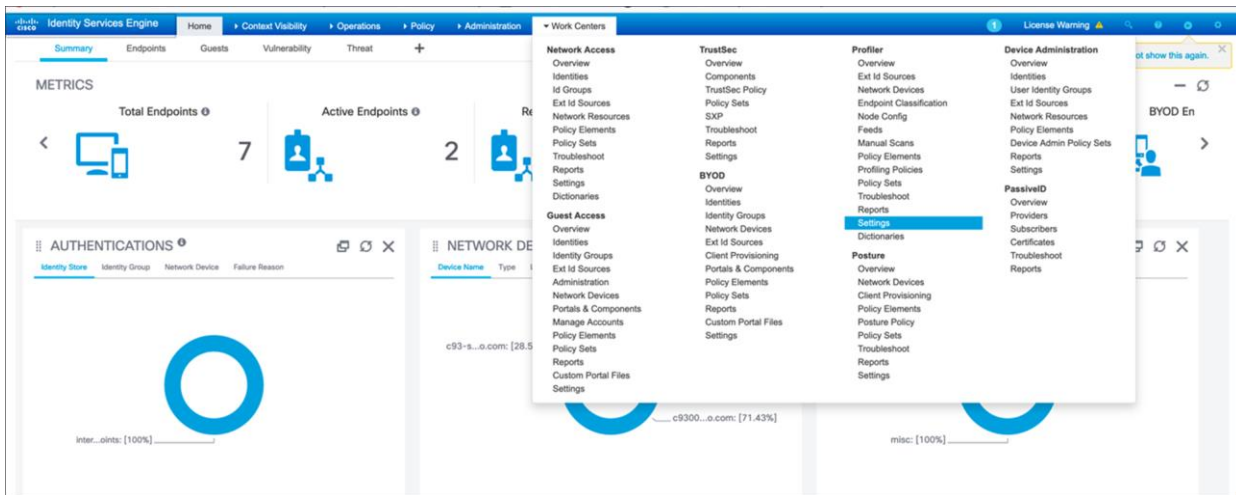 cisco Identity Services Engine Home Context Visibility Operations Policy Administration Work Centers 1 License Warning
Summary Endpoints Guests Vulnerability Threat +
ot show this again.
METRICS
Total Endpoints
7
Active Endpoints
2
Re
BYOD En
Network Access
Overview
Identities
Id Groups
Ext Id Sources
Network Resources
Policy Elements
Policy Sets
Troubleshoot
Reports
Settings
Dictionaries
Guest Access
Overview
Identities
Identity Groups
Ext Id Sources
Administration
Network Devices
Portals & Components
Manage Accounts
Policy Elements
Policy Sets
Reports
Custom Portal Files
Settings
TrustSec
Overview
Components
TrustSec Policy
Policy Sets
SXP
Troubleshoot
Reports
Settings
BYOD
Overview
Identities
Identity Groups
Network Devices
Ext Id Sources
Client Provisioning
Portals & Components
Policy Elements
Policy Sets
Reports
Custom Portal Files
Settings
Profiler
Overview
Ext Id Sources
Network Devices
Endpoint Classification
Node Config
Feeds
Manual Scans
Policy Elements
Profiling Policies
Policy Sets
Troubleshoot
Reports
Settings
Dictionaries
Posture
Overview
Network Devices
Client Provisioning
Policy Elements
Posture Policy
Policy Sets
Troubleshoot
Reports
Settings
Device Administration
Overview
Identities
User Identity Groups
Ext Id Sources
Network Resources
Policy Elements
Device Admin Policy Sets
Reports
Settings
PassiveID
Overview
Providers
Subscribers
Certificates
Troubleshoot
Reports
AUTHENTICATIONS
Identity Store Identity Group Network Device Failure Reason
inter...oints: [100%]
NETWORK DE
Device Name Type
c93-s...o.com: [28.5
c9300...o.com: [71.43%]
misc: [100%]